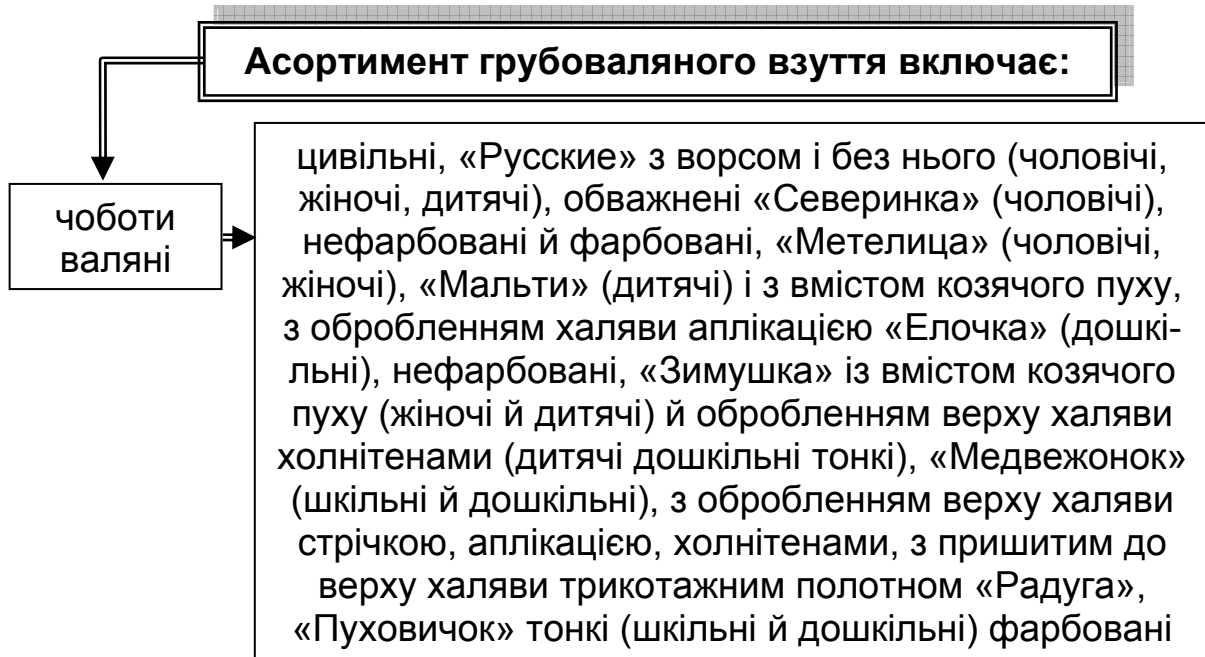 Асортимент грубоваляного взуття включає:
чоботи
валяні
цивільні, «Русские» з ворсом і без нього (чоловічі,
жіночі, дитячі), обважнені «Северинка» (чоловічі),
нефарбовані й фарбовані, «Метелица» (чоловічі,
жіночі), «Мальти» (дитячі) і з вмістом козячого пуху,
з обробленням халяви аплікацією «Елочка» (дошкі-
льні), нефарбовані, «Зимушка» із вмістом козячого
пуху (жіночі й дитячі) й обробленням верху халяви
холнітенами (дитячі дошкільні тонкі), «Медвежонок»
(шкільні й дошкільні), з обробленням верху халяви
стрічкою, аплікацією, холнітенами, з пришитим до
верху халяви трикотажним полотном «Радуга»,
«Пуховичок» тонкі (шкільні й дошкільні) фарбовані